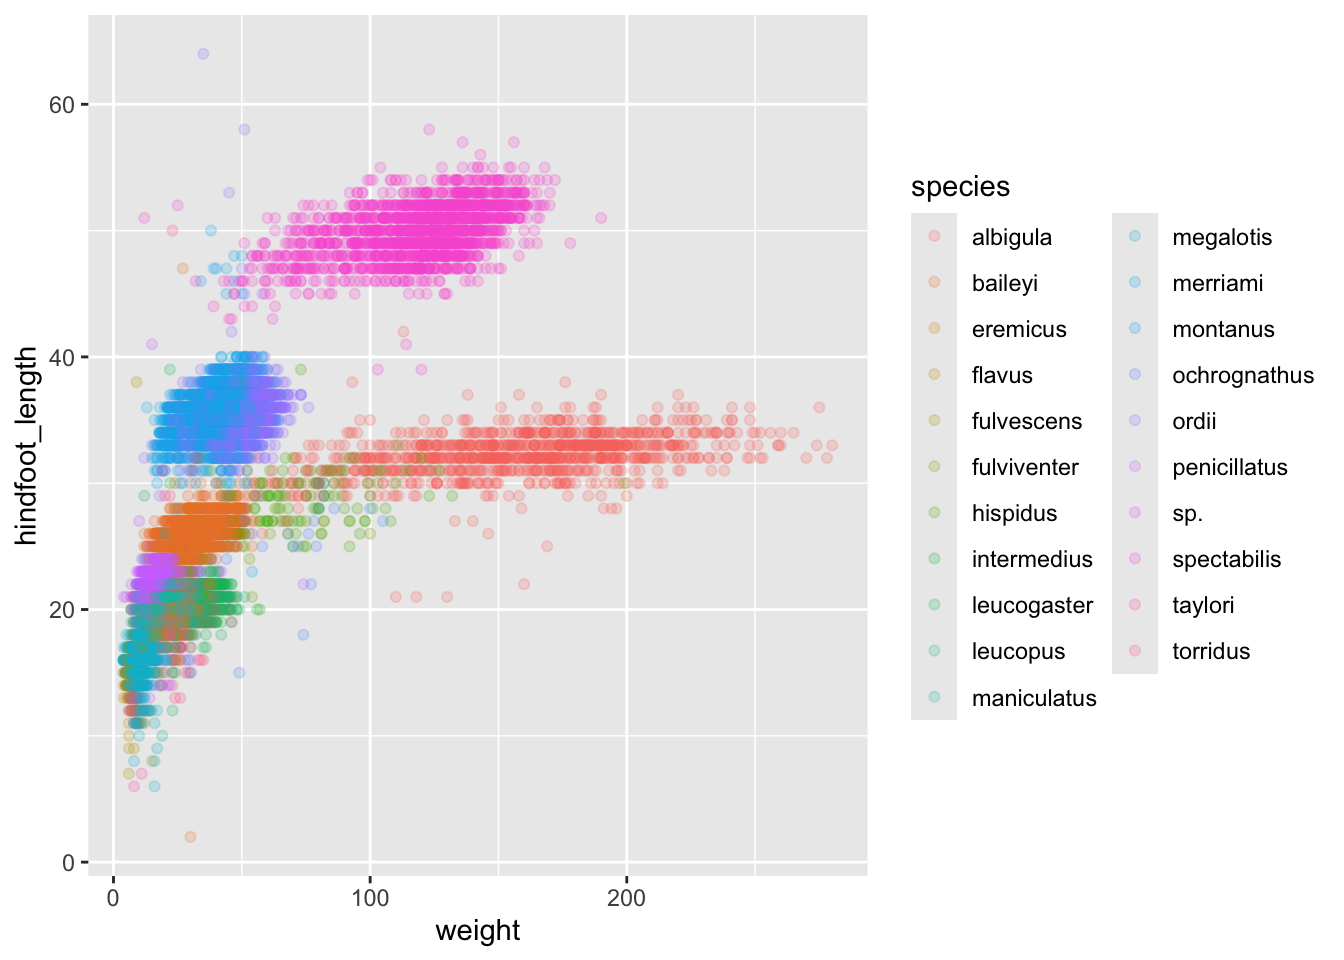 60
40
20
0
hindfoot_length
0 100 200
weight
species
albigula
baileyi
eremicus
flavus
fulvescens
fulviventer
hispidus
intermedius
leucogaster
leucopus
maniculatus
megalotis
merriami
montanus
ochrognathus
ordii
penicillatus
sp.
spectabilis
taylori
torridus